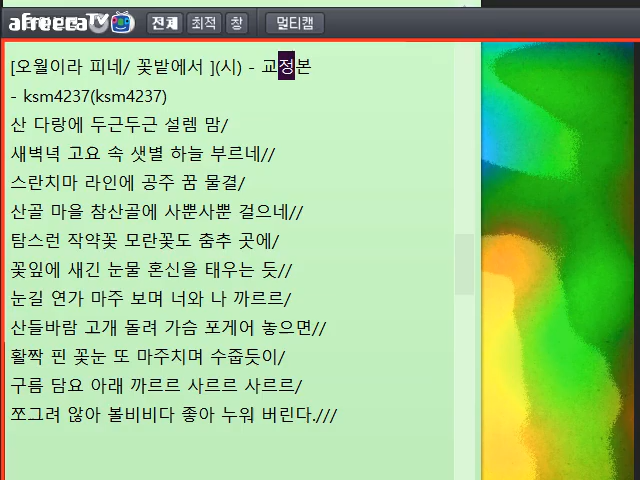 afreeca TV
전체 최적 창 멀티캠
[오월이라 피네/ 꽃밭에서 ](시) - 교정본
- ksm4237(ksm4237)
산 다랑에 두근두근 설렘 맘/
새벽녘 고요 속 샛별 하늘 부르네//
스란치마 라인에 공주 꿈 물결/
산골 마을 참산골에 사뿐사뿐 걸으네//
탐스런 작약꽃 모란꽃도 춤추 곳에/
꽃잎에 새긴 눈물 혼신을 태우는 듯//
눈길 연가 마주 보며 너와 나 까르르/
산들바람 고개 돌려 가슴 포게어 놓으면//
활짝 핀 꽃눈 또 마주치며 수줍듯이/
구름 담요 아래 까르르 사르르 사르르/
쪼그려 않아 볼비비다 좋아 누워 버린다.///